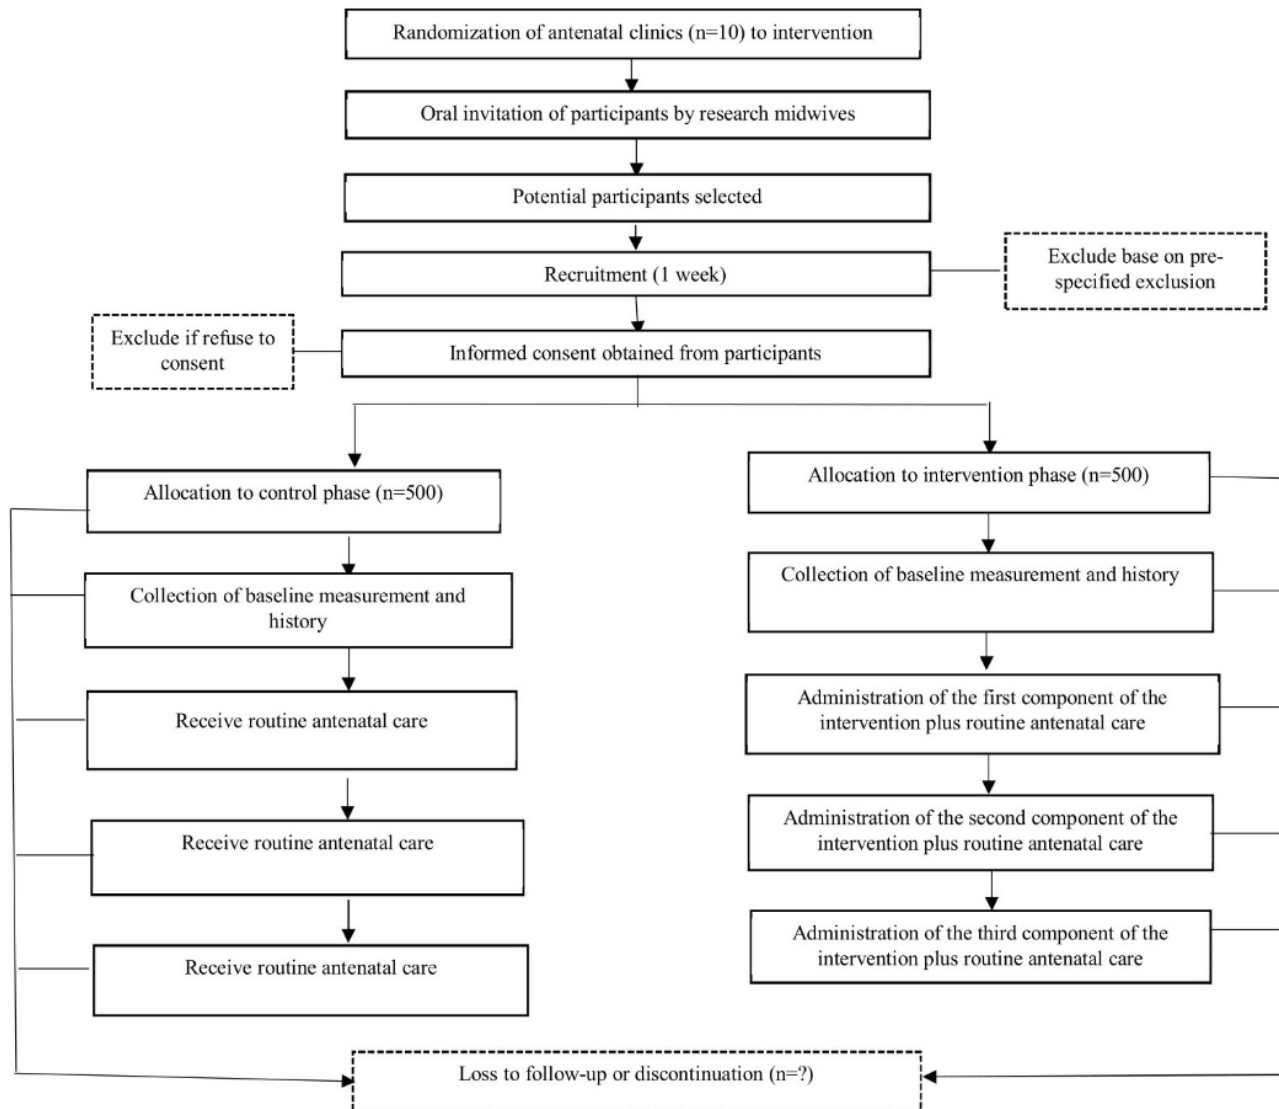 Randomization of antenatal clinics (n=10) to intervention
Oral invitation of participants by research midwives
Potential participants selected
Recruitment (1 week)
Exclude base on pre-
specified exclusion
Exclude if refuse to
consent
Informed consent obtained from participants
Allocation to control phase (n=500)
Collection of baseline measurement and
history
Receive routine antenatal care
Receive routine antenatal care
Receive routine antenatal care
Allocation to intervention phase (n=500)
Collection of baseline measurement and history
Administration of the first component of the
intervention plus routine antenatal care
Administration of the second component of the
intervention plus routine antenatal care
Administration of the third component of the
intervention plus routine antenatal care
Loss to follow-up or discontinuation (n=?)